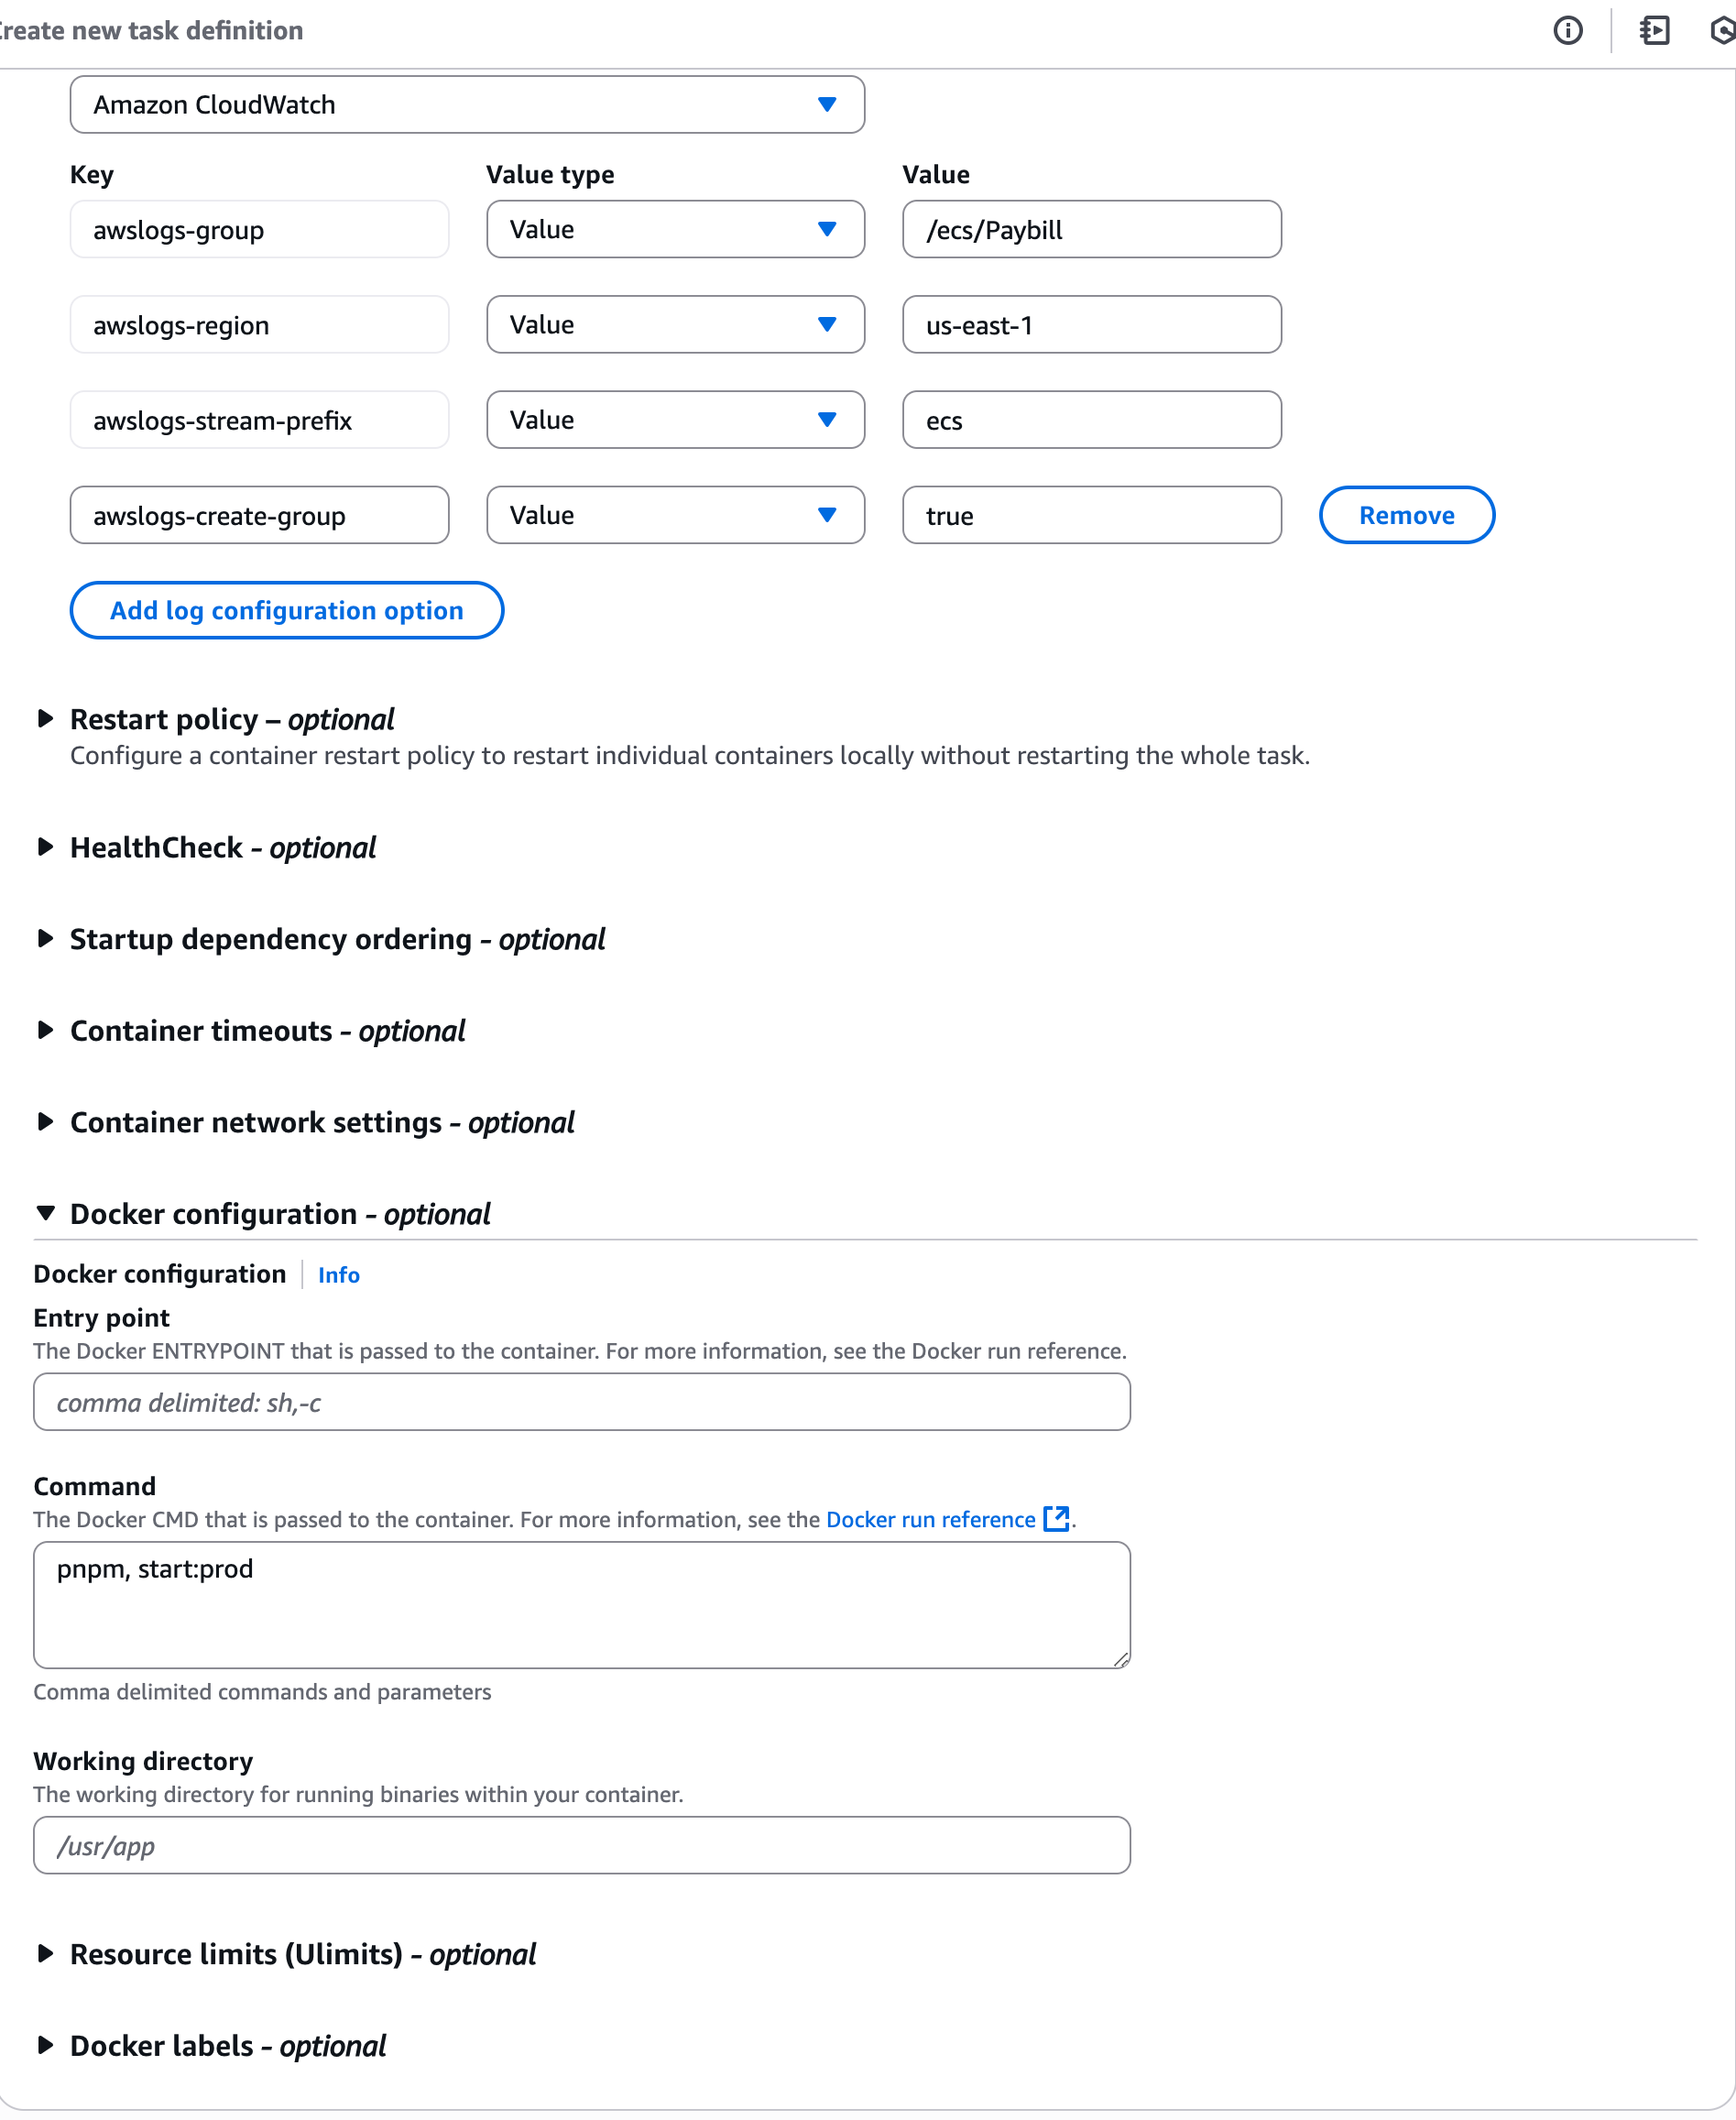 Create new task definition
Amazon CloudWatch
Key Value type Value
awslogs-group Value /ecs/Paybill
awslogs-region Value us-east-1
awslogs-stream-prefix Value ecs
awslogs-create-group Value true Remove
Add log configuration option
Restart policy – optional
Configure a container restart policy to restart individual containers locally without restarting the whole task.
HealthCheck - optional
Startup dependency ordering - optional
Container timeouts - optional
Container network settings - optional
Docker configuration - optional
Docker configuration Info
Entry point
The Docker ENTRYPOINT that is passed to the container. For more information, see the Docker run reference.
comma delimited: sh,-c
Command
The Docker CMD that is passed to the container. For more information, see the Docker run reference.
pnpm, start:prod
Comma delimited commands and parameters
Working directory
The working directory for running binaries within your container.
/usr/app
Resource limits (Ulimits) - optional
Docker labels - optional